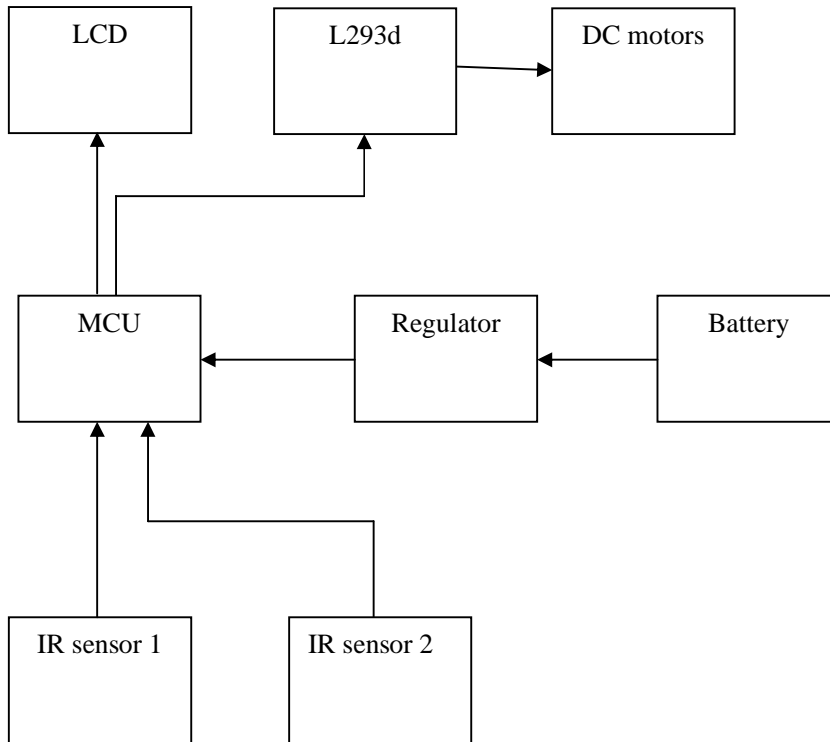 LCD
L293d
DC motors
MCU
Regulator
Battery
IR sensor 1
IR sensor 2